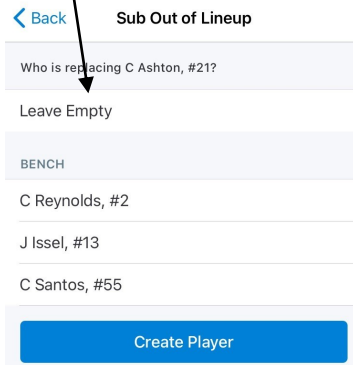 Back Sub Out of Lineup
Who is replacing C Ashton, #21?
Leave Empty
BENCH
C Reynolds, #2
J Issel, #13
C Santos, #55
Create Player